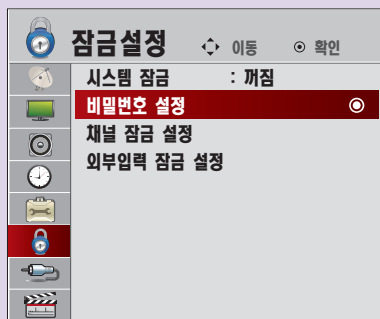 잠금설정 이동 확인
시스템 잠금 : 꺼짐
비밀번호 설정
채널 잠금 설정
외부입력 잠금 설정